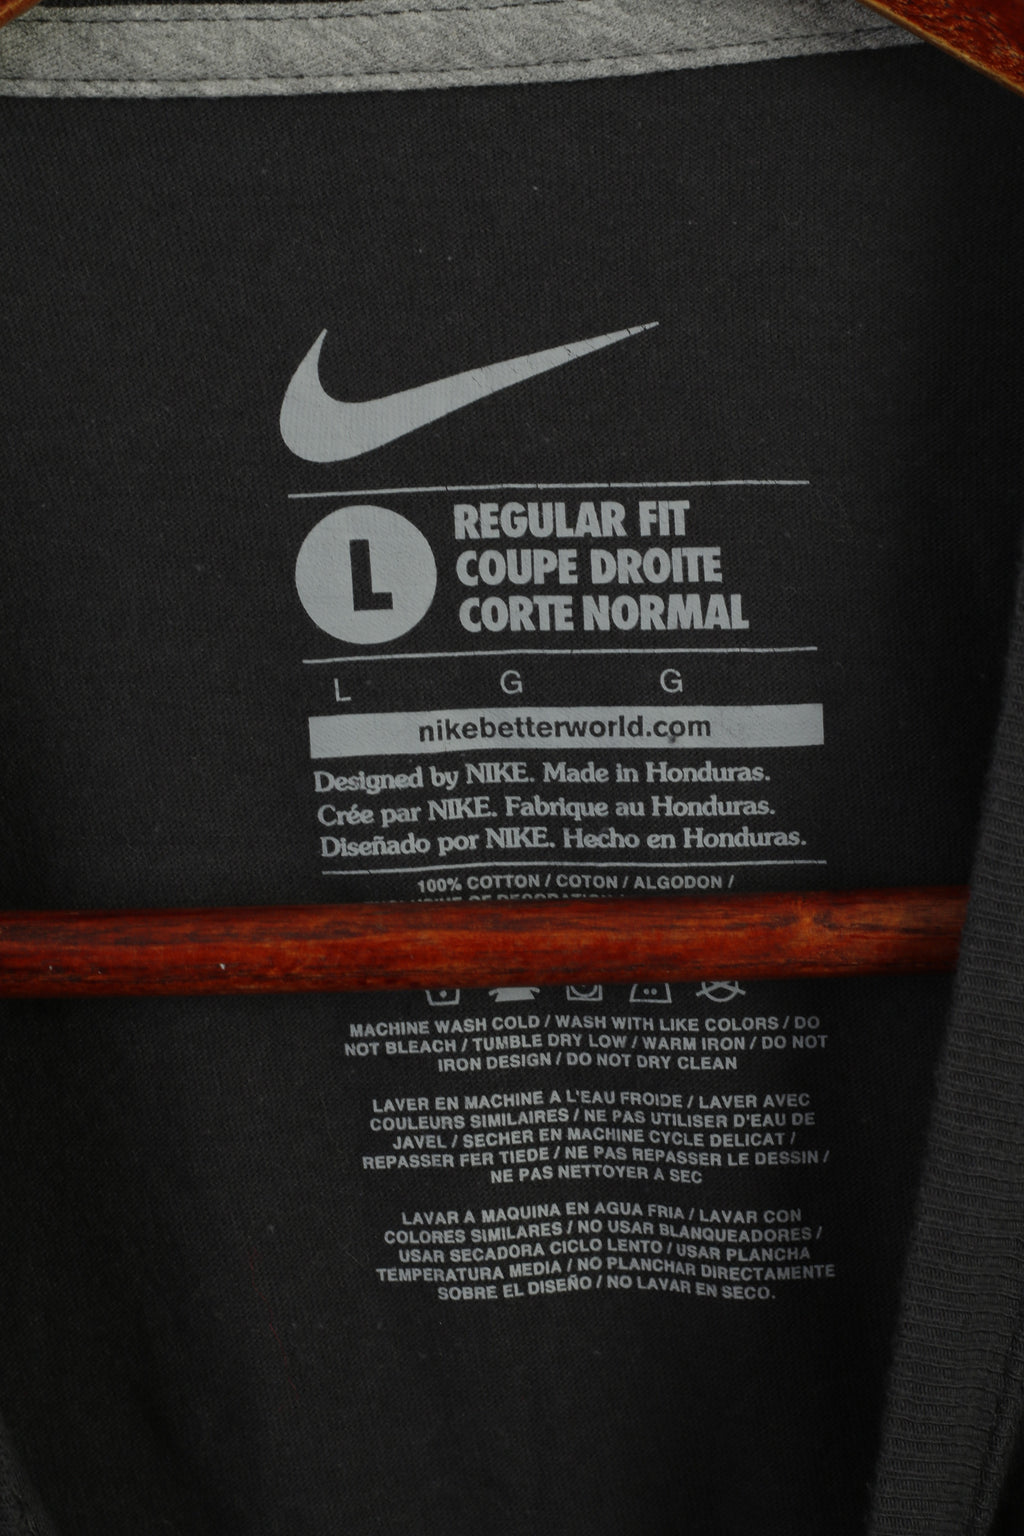 L
REGULAR FIT
COUPE DROITE
CORTE NORMAL
L G G
nikebetterworld.com
Designed by NIKE. Made in Honduras.
Crée par NIKE. Fabrique au Honduras.
Diseñado por NIKE. Hecho en Honduras.
100% COTTON / COTON / ALGODON /
MACHINE WASH COLD / WASH WITH LIKE COLORS / DO
NOT BLEACH / TUMBLE DRY LOW / WARM IRON / DO NOT
IRON DESIGN / DO NOT DRY CLEAN
LAVER EN MACHINE A L'EAU FROIDE / LAVER AVEC
COULEURS SIMILAIRES / NE PAS UTILISER D'EAU DE
JAVEL / SECHER EN MACHINE CYCLE DELICAT /
REPASSER FER TIEDE / NE PAS REPASSER LE DESSIN /
NE PAS NETTOYER A SEC
LAVAR A MAQUINA EN AGUA FRIA / LAVAR CON
COLORES SIMILARES / NO USAR BLANQUEADORES /
USAR SECADORA CICLO LENTO / USAR PLANCHA
TEMPERATURA MEDIA / NO PLANCHAR DIRECTAMENTE
SOBRE EL DISEÑO / NO LAVAR EN SECO.